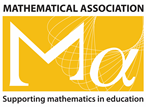 MATHEMATICAL ASSOCIATION
Mα
Supporting mathematics in education